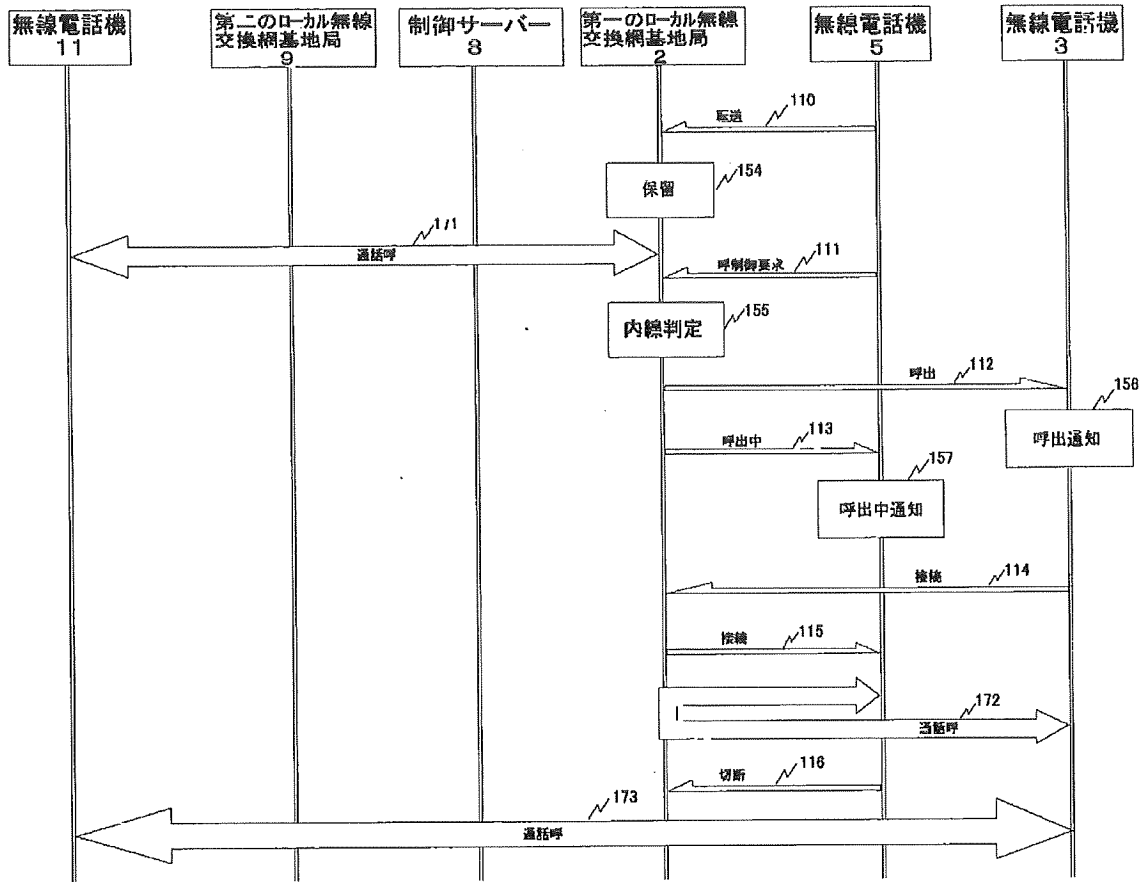 無線電話機
11
第二のローカル無線
交換網基地局
9
制御サーバー
8
第一のローカル無線
交換網基地局
2
無線電話機
5
無線電話機
3
転送
110
保留
154
171
通話呼
呼制御要求
111
内線判定
155
呼出
112
呼出通知
156
呼出中
113
呼出中通知
157
接続
114
接続
115
172
通話呼
切断
116
173
通話呼